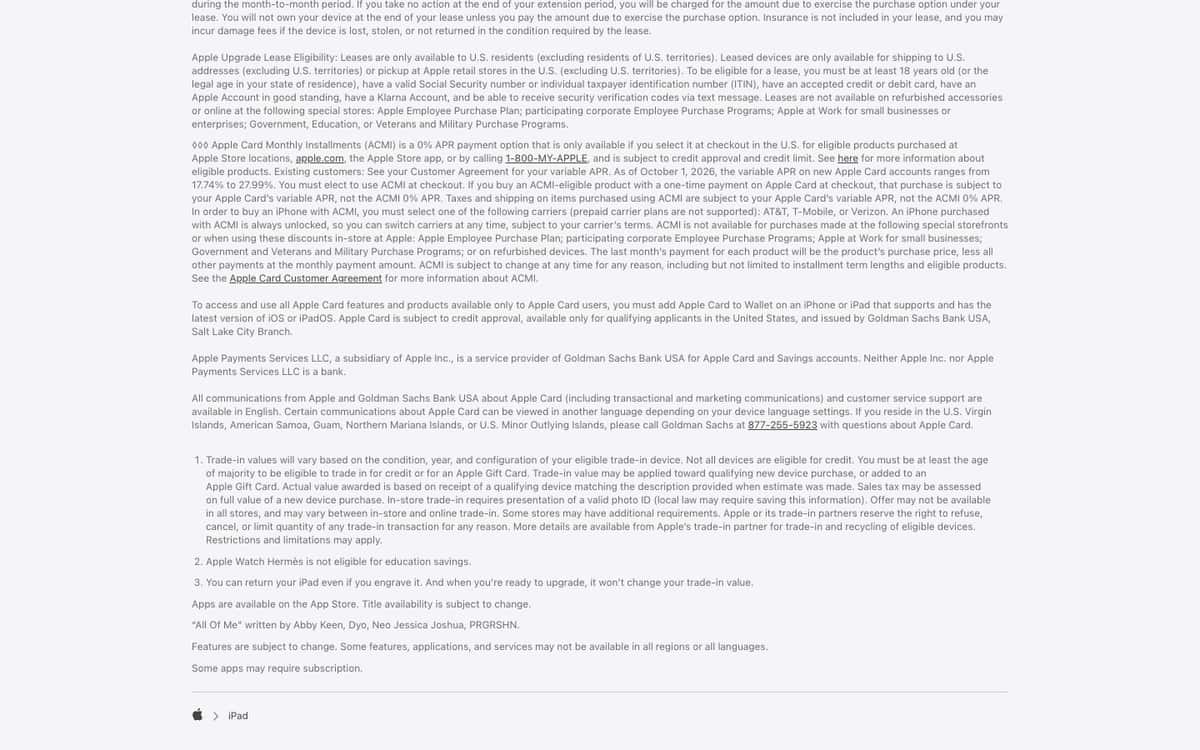 during the month-to-month period. If you take no action at the end of your extension period, you will be charged for the amount due to exercise the purchase option under your
lease. You will not own your device at the end of your lease unless you pay the amount due to exercise the purchase option. Insurance is not included in your lease, and you may
incur damage fees if the device is lost, stolen, or not returned in the condition required by the lease.
Apple Upgrade Lease Eligibility: Leases are only available to U.S. residents (excluding residents of U.S. territories). Leased devices are only available for shipping to U.S.
addresses (excluding U.S. territories) or pickup at Apple retail stores in the U.S. (excluding U.S. territories). To be eligible for a lease, you must be at least 18 years old (or the
legal age in your state of residence), have a valid Social Security number or individual taxpayer identification number (ITIN), have an accepted credit or debit card, have an
Apple Account in good standing, have a Klarna Account, and be able to receive security verification codes via text message. Leases are not available on refurbished accessories
or online at the following special stores: Apple Employee Purchase Plan; participating corporate Employee Purchase Programs; Apple at Work for small businesses or
enterprises; Government, Education, or Veterans and Military Purchase Programs.
◊◊◊ Apple Card Monthly Installments (ACMI) is a 0% APR payment option that is only available if you select it at checkout in the U.S. for eligible products purchased at
Apple Store locations, apple.com, the Apple Store app, or by calling 1-800-MY-APPLE, and is subject to credit approval and credit limit. See here for more information about
eligible products. Existing customers: See your Customer Agreement for your variable APR. As of October 1, 2026, the variable APR on new Apple Card accounts ranges from
17.74% to 27.99%. You must elect to use ACMI at checkout. If you buy an ACMI-eligible product with a one-time payment on Apple Card at checkout, that purchase is subject to
your Apple Card's variable APR, not the ACMI 0% APR. Taxes and shipping on items purchased using ACMI are subject to your Apple Card's variable APR, not the ACMI 0% APR.
In order to buy an iPhone with ACMI, you must select one of the following carriers (prepaid carrier plans are not supported): AT&T, T-Mobile, or Verizon. An iPhone purchased
with ACMI is always unlocked, so you can switch carriers at any time, subject to your carrier's terms. ACMI is not available for purchases made at the following special storefronts
or when using these discounts in-store at Apple: Apple Employee Purchase Plan; participating corporate Employee Purchase Programs; Apple at Work for small businesses;
Government and Veterans and Military Purchase Programs; or on refurbished devices. The last month's payment for each product will be the product's purchase price, less all
other payments at the monthly payment amount. ACMI is subject to change at any time for any reason, including but not limited to installment term lengths and eligible products.
See the Apple Card Customer Agreement for more information about ACMI.
To access and use all Apple Card features and products available only to Apple Card users, you must add Apple Card to Wallet on an iPhone or iPad that supports and has the
latest version of iOS or iPadOS. Apple Card is subject to credit approval, available only for qualifying applicants in the United States, and issued by Goldman Sachs Bank USA,
Salt Lake City Branch.
Apple Payments Services LLC, a subsidiary of Apple Inc., is a service provider of Goldman Sachs Bank USA for Apple Card and Savings accounts. Neither Apple Inc. nor Apple
Payments Services LLC is a bank.
All communications from Apple and Goldman Sachs Bank USA about Apple Card (including transactional and marketing communications) and customer service support are
available in English. Certain communications about Apple Card can be viewed in another language depending on your device language settings. If you reside in the U.S. Virgin
Islands, American Samoa, Guam, Northern Mariana Islands, or U.S. Minor Outlying Islands, please call Goldman Sachs at 877-255-5923 with questions about Apple Card.
1. Trade-in values will vary based on the condition, year, and configuration of your eligible trade-in device. Not all devices are eligible for credit. You must be at least the age
of majority to be eligible to trade in for credit or for an Apple Gift Card. Trade-in value may be applied toward qualifying new device purchase, or added to an
Apple Gift Card. Actual value awarded is based on receipt of a qualifying device matching the description provided when estimate was made. Sales tax may be assessed
on full value of a new device purchase. In-store trade-in requires presentation of a valid photo ID (local law may require saving this information). Offer may not be available
in all stores, and may vary between in-store and online trade-in. Some stores may have additional requirements. Apple or its trade-in partners reserve the right to refuse,
cancel, or limit quantity of any trade-in transaction for any reason. More details are available from Apple's trade-in partner for trade-in and recycling of eligible devices.
Restrictions and limitations may apply.
2. Apple Watch Hermès is not eligible for education savings.
3. You can return your iPad even if you engrave it. And when you're ready to upgrade, it won't change your trade-in value.
Apps are available on the App Store. Title availability is subject to change.
"All Of Me" written by Abby Keen, Dyo, Neo Jessica Joshua, PRGRSHN.
Features are subject to change. Some features, applications, and services may not be available in all regions or all languages.
Some apps may require subscription.
iPad